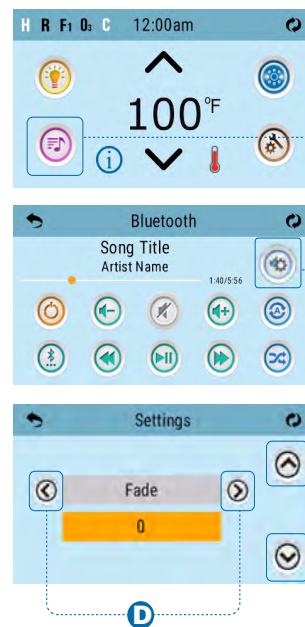 H R F1 O3 C 12:00am
100°F
i
Bluetooth
Song Title
Artist Name
1:40/5:56
A
Settings
Fade
0
D